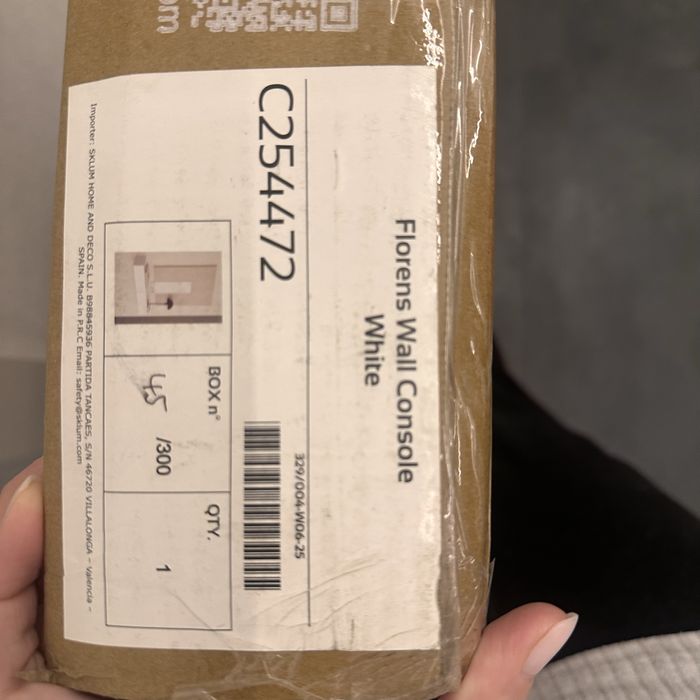 om
Florens Wall Console
White
329/004-W06-25
C254472
BOX nº
QTY.
45 /300
1
Importer: SKLUM HOME AND DECO S.L.U. B98845936 PARTIDA TANCAES, S/N 46720 VILLALONGA – Valencia –
SPAIN. Made in P.R.C Email: safety@sklum.com